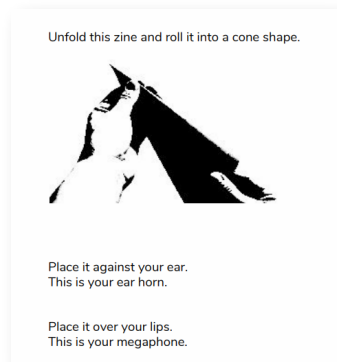 Unfold this zine and roll it into a cone shape.
Place it against your ear.
This is your ear horn.
Place it over your lips.
This is your megaphone.